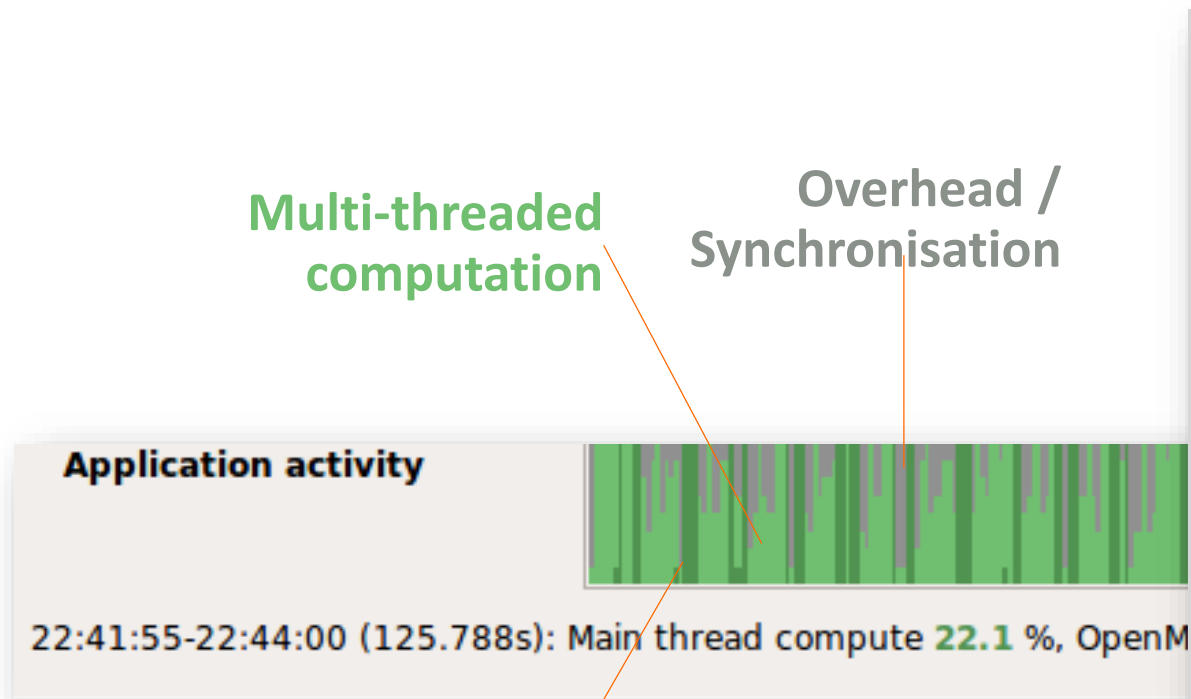 Multi-threaded
computation
Overhead /
Synchronisation
Application activity
22:41:55-22:44:00 (125.788s): Main thread compute 22.1 %, OpenM